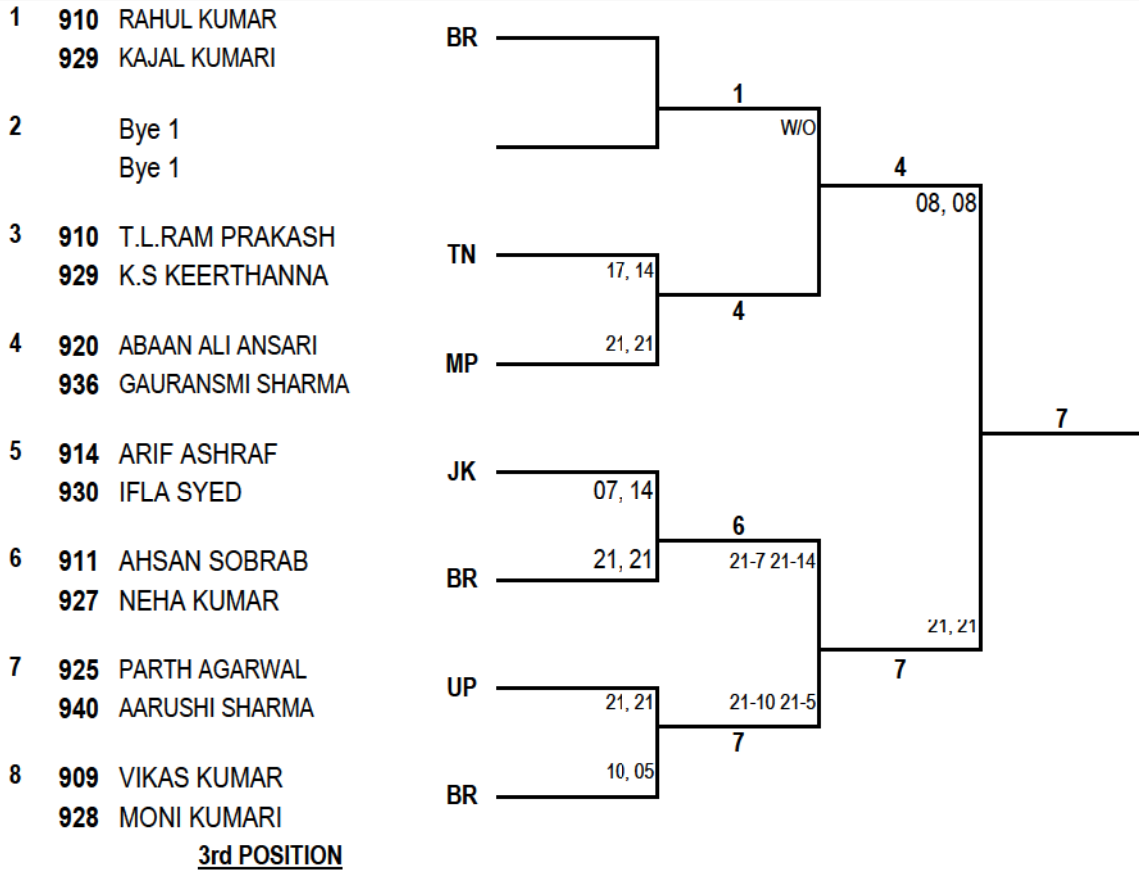 1 910 RAHUL KUMAR BR
929 KAJAL KUMARI
1
2 Bye 1 W/O
Bye 1
4
08, 08
3 910 T.L.RAM PRAKASH TN
929 K.S KEERTHANNA 17, 14
4
4 920 ABAAN ALI ANSARI 21, 21
MP
936 GAURANSMI SHARMA
7
5 914 ARIF ASHRAF JK
930 IFLA SYED 07, 14
6
6 911 AHSAN SOBRAB 21, 21 21-7 21-14
BR
927 NEHA KUMAR
21, 21
7 925 PARTH AGARWAL 7
UP
940 AARUSHI SHARMA 21, 21 21-10 21-5
7
8 909 VIKAS KUMAR 10, 05
BR
928 MONI KUMARI
3rd POSITION